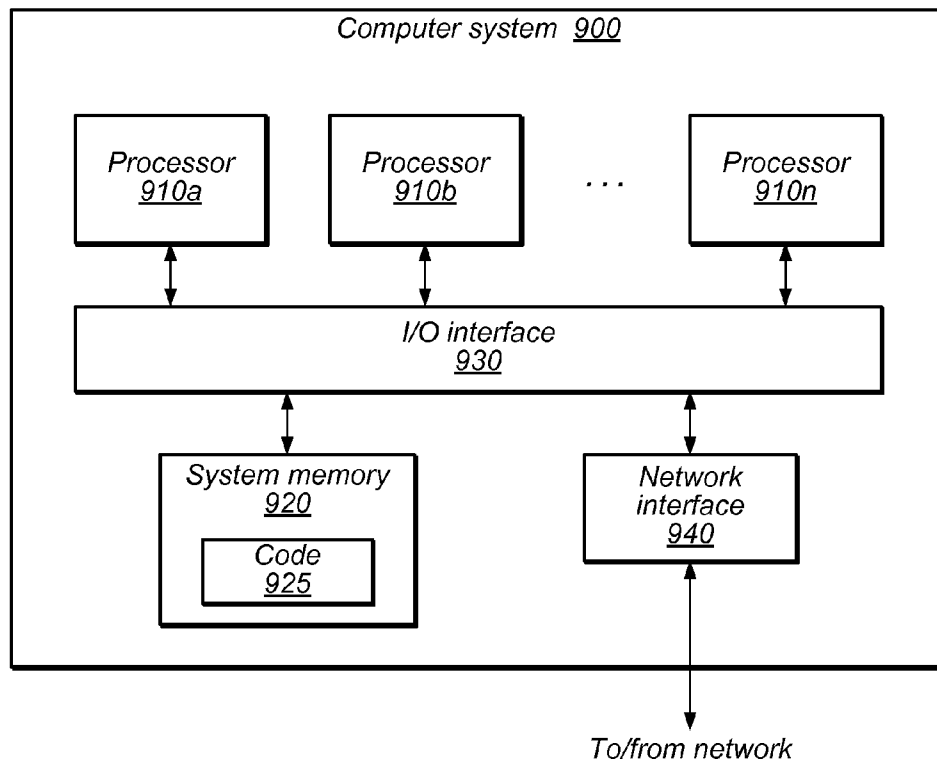 Computer system 900
Processor
910a
Processor
910b
. . .
Processor
910n
I/O interface
930
System memory
920
Code
925
Network
interface
940
To/from network